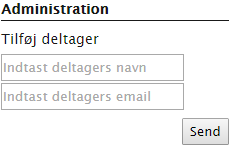 Administration
Tilføj deltager
Indtast deltagers navn
Indtast deltagers email
Send